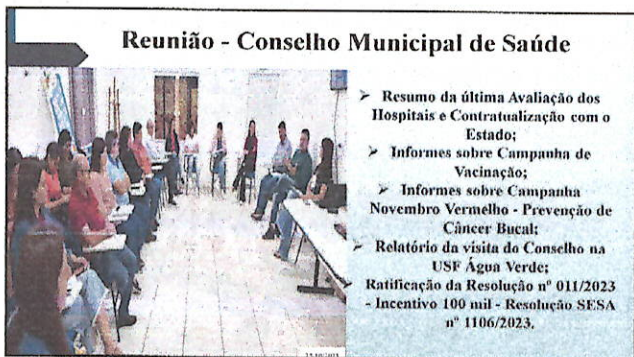 Reunião - Conselho Municipal de Saúde
➢ Resumo da última Avaliação dos
Hospitais e Contratualização com o
Estado;
➢ Informes sobre Campanha de
Vacinação;
➢ Informes sobre Campanha
Novembro Vermelho - Prevenção de
Câncer Bucal;
➢ Relatório da visita do Conselho na
USF Água Verde;
Ratificação da Resolução nº 011/2023
- Incentivo 100 mil - Resolução SESA
nº 1106/2023.